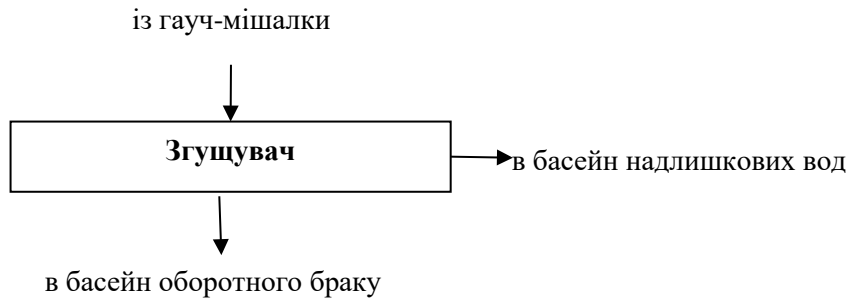 із гауч-мішалки
Згущувач
в басейн надлишкових вод
в басейн оборотного браку